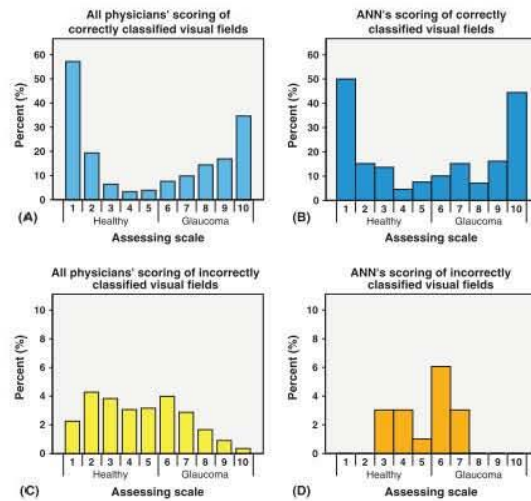 All physicians' scoring of
correctly classified visual fields
60
50
40
30
20
10
0
Percent (%)
1 2 3 4 5 6 7 8 9 10
Healthy Glaucoma
(A)
Assessing scale
ANN's scoring of correctly
classified visual fields
60
50
40
30
20
10
0
Percent (%)
1 2 3 4 5 6 7 8 9 10
Healthy Glaucoma
(B)
Assessing scale
All physicians' scoring of incorrectly
classified visual fields
10
8
6
4
2
0
Percent (%)
1 2 3 4 5 6 7 8 9 10
Healthy Glaucoma
(C)
Assessing scale
ANN's scoring of incorrectly
classified visual fields
10
8
6
4
2
0
Percent (%)
1 2 3 4 5 6 7 8 9 10
Healthy Glaucoma
(D)
Assessing scale